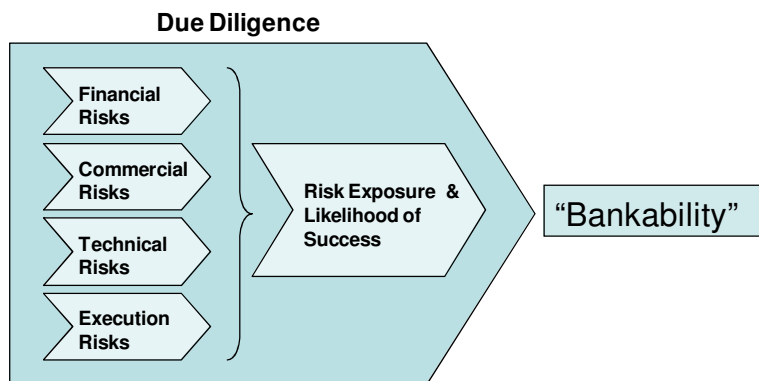 Due Diligence
Financial
Risks
Commercial
Risks
Technical
Risks
Execution
Risks
Risk Exposure &
Likelihood of
Success
“Bankability”